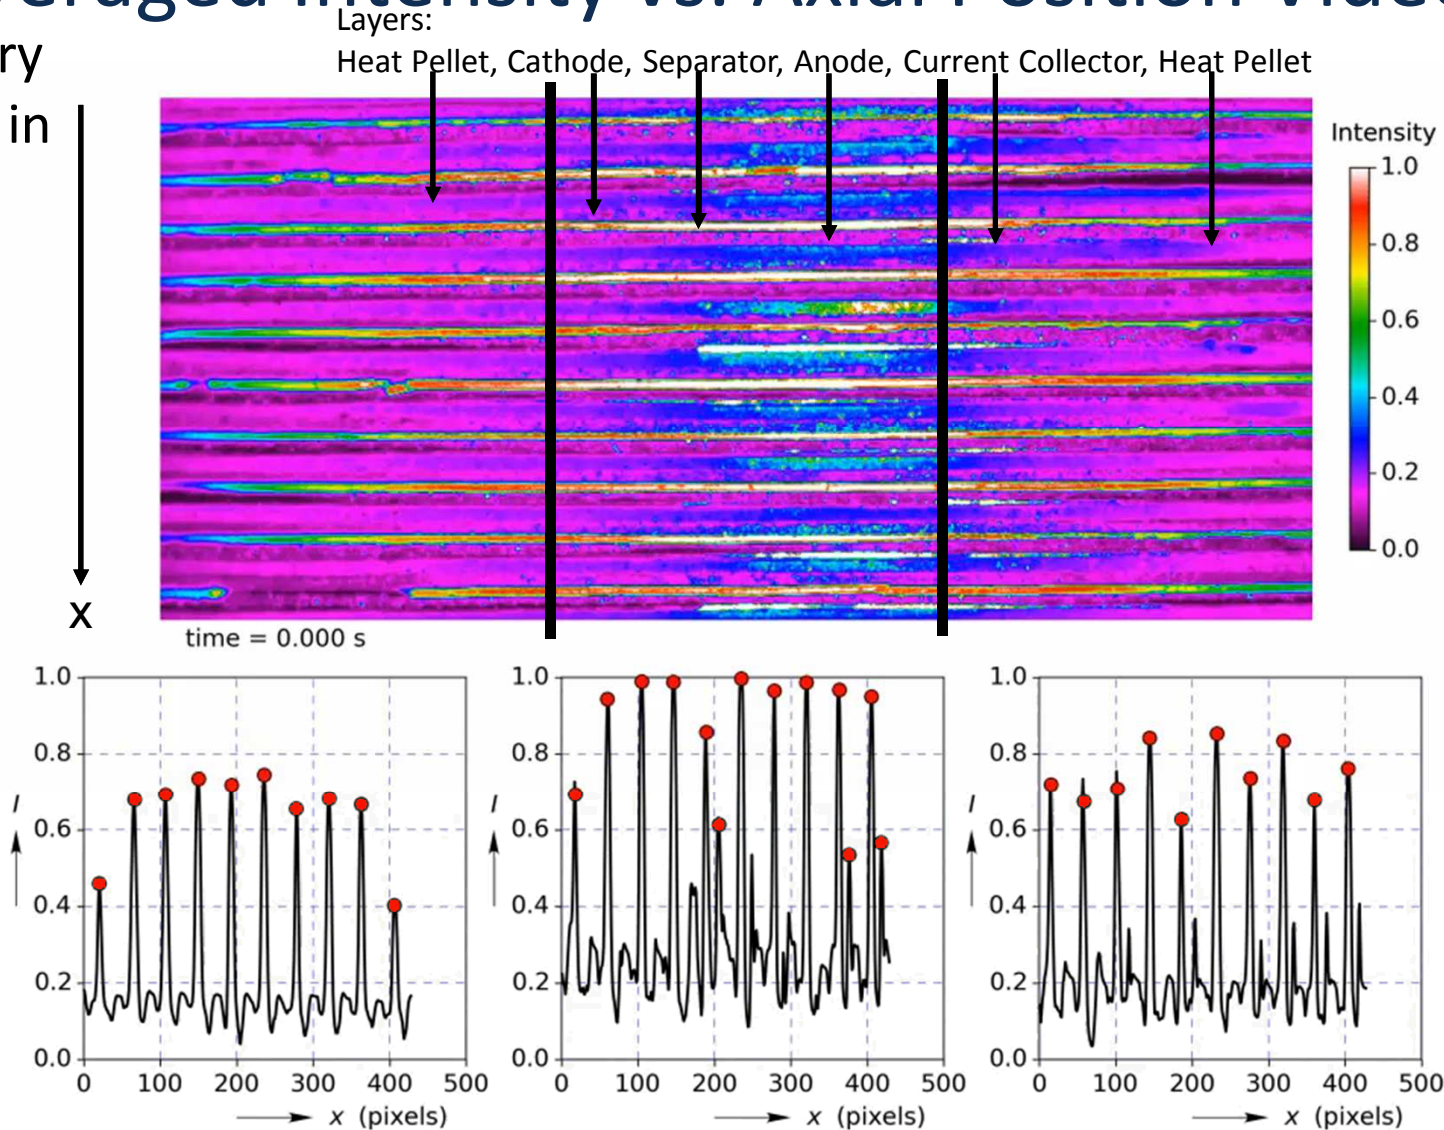 Intensity vs. Axial Position
Layers:
Heat Pellet, Cathode, Separator, Anode, Current Collector, Heat Pellet
in
x
Intensity
1.0
0.8
0.6
0.4
0.2
0.0
time = 0.000 s
1.0
0.8
0.6
0.4
0.2
0.0
I
0 100 200 300 400 500
x (pixels)
1.0
0.8
0.6
0.4
0.2
0.0
I
0 100 200 300 400 500
x (pixels)
1.0
0.8
0.6
0.4
0.2
0.0
I
0 100 200 300 400 500
x (pixels)